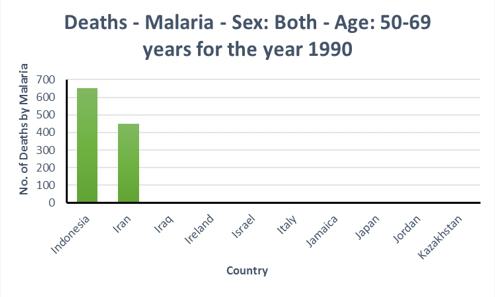 Deaths - Malaria - Sex: Both - Age: 50-69
years for the year 1990
No. of Deaths by Malaria
700
600
500
400
300
200
100
0
Indonesia
Iran
Iraq
Ireland
Israel
Italy
Jamaica
Japan
Jordan
Kazakhstan
Country